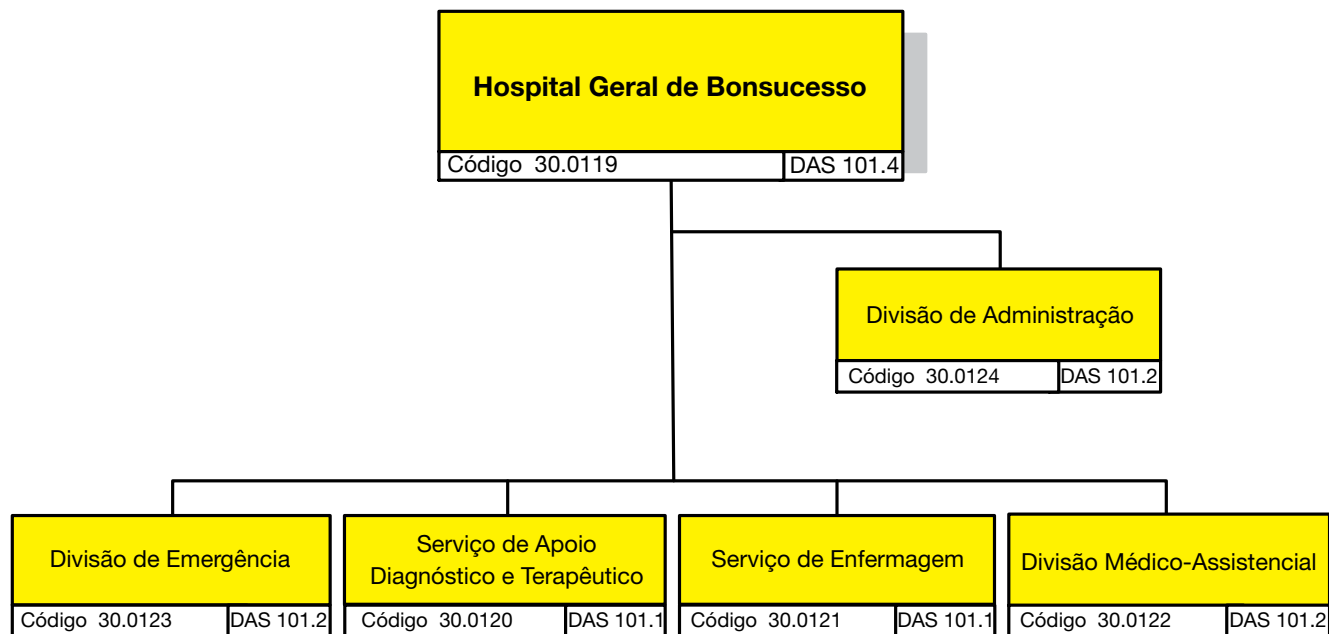 Hospital Geral de Bonsucesso
Código 30.0119 DAS 101.4
Divisão de Administração
Código 30.0124 DAS 101.2
Divisão de Emergência
Código 30.0123 DAS 101.2
Serviço de Apoio
Diagnóstico e Terapêutico
Código 30.0120 DAS 101.1
Serviço de Enfermagem
Código 30.0121 DAS 101.1
Divisão Médico-Assistencial
Código 30.0122 DAS 101.2